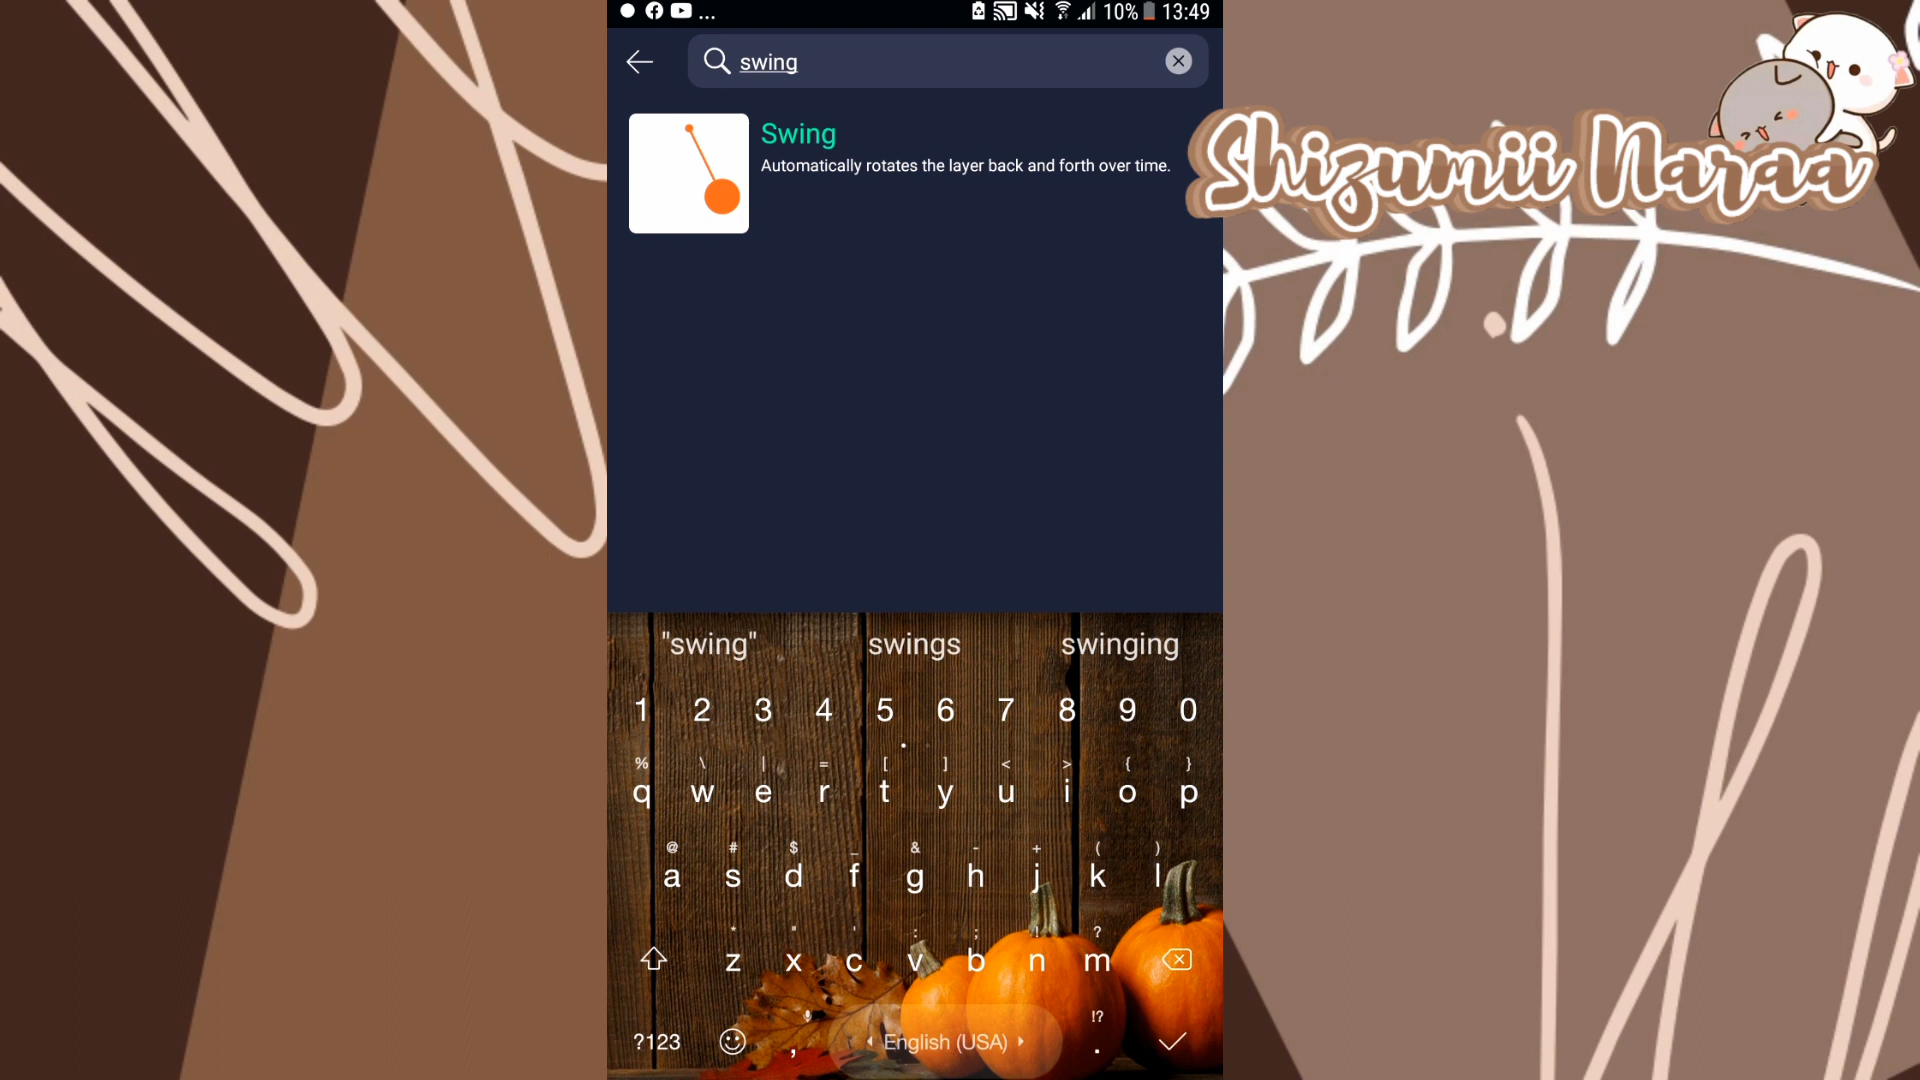 ... 10% 13:49
swing
Swing
Automatically rotates the layer back and forth over time.
Shizumii Naraa
"swing" swings swinging
1 2 3 4 5 6 7 8 9 0
% \ | = [ ] < > { }
q w e r t y u i o p
@ # $ _ & - + ( )
a s d f g h j k l
* " ' : ; ! ?
z x c v b n m
!?
?123 , English (USA) .